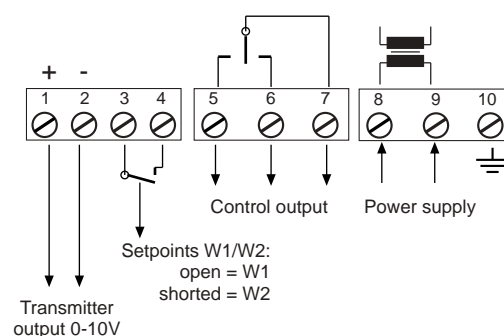 + -
1 2 3 4 5 6 7 8 9 10
Control output
Power supply
Setpoints W1/W2:
open = W1
shorted = W2
Transmitter
output 0-10V